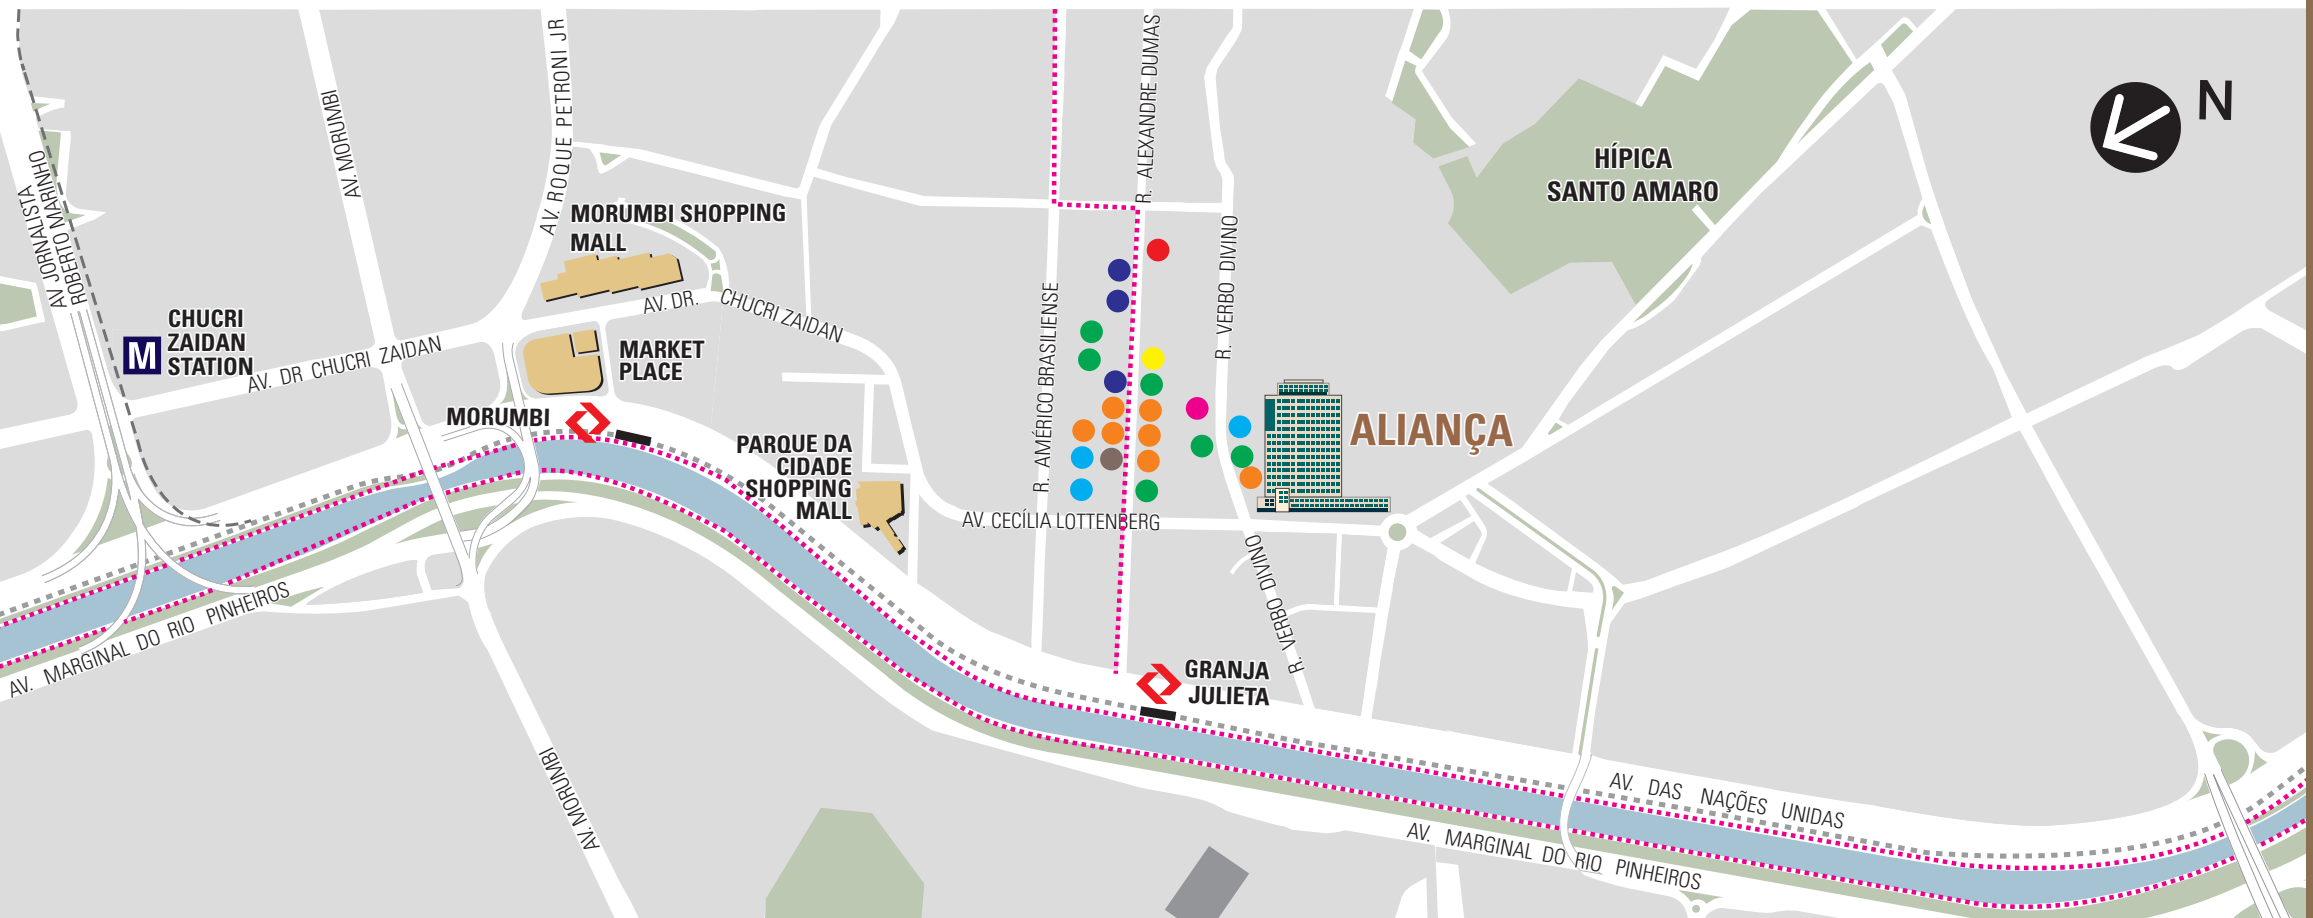 AV. ROQUE PETRONI JR
R. ALEXANDRE DUMAS
N
AV. MORUMBI
HÍPICA
SANTO AMARO
AV JORNALISTA
ROBERTO MARINHO
MORUMBI SHOPPING
MALL
R. VERBO DIVINO
AV. DR. CHUCRI ZAIDAN
CHUCRI
ZAIDAN
STATION
M
AV. DR CHUCRI ZAIDAN
MARKET
PLACE
R. AMÉRICO BRASILIENSE
MORUMBI
ALIANÇA
PARQUE DA
CIDADE
SHOPPING
MALL
AV. CECÍLIA LOTTENBERG
R. VERBO DIVINO
AV. MARGINAL DO RIO PINHEIROS
GRANJA
JULIETA
AV. MORUMBI
AV. DAS NAÇÕES UNIDAS
AV. MARGINAL DO RIO PINHEIROS